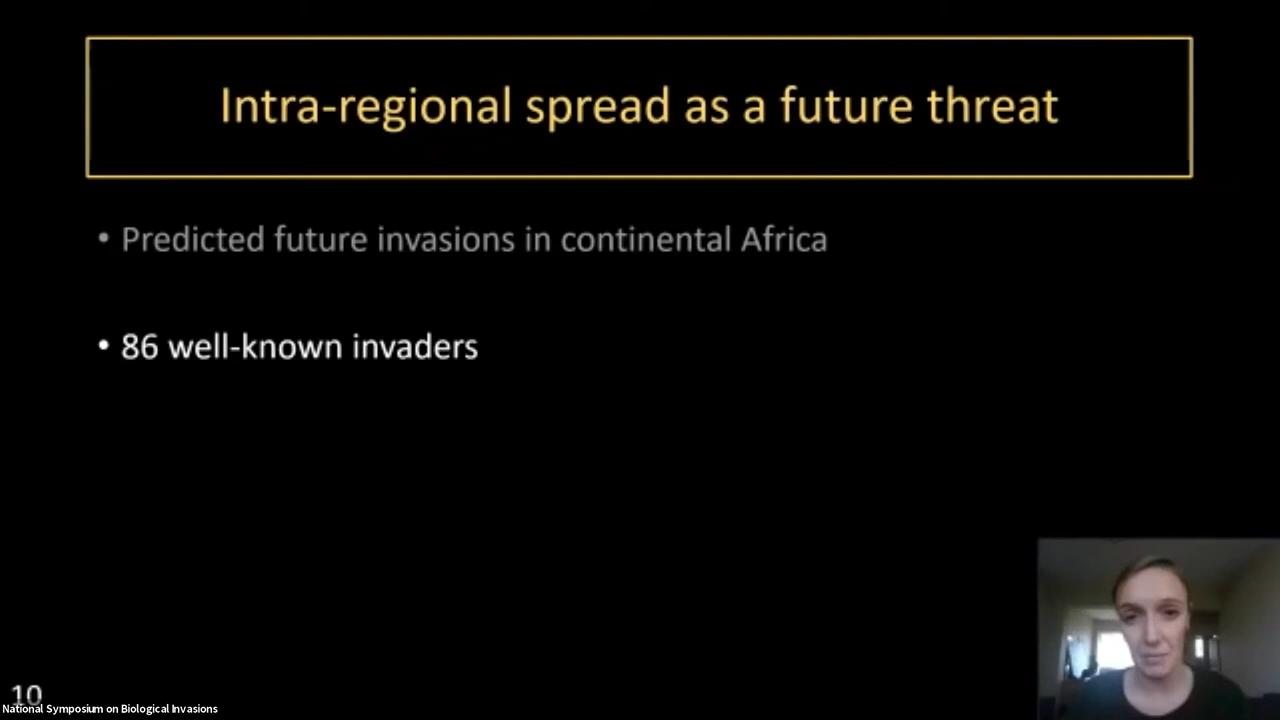 Intra-regional spread as a future threat
• Predicted future invasions in continental Africa
• 86 well-known invaders
10
National Symposium on Biological Invasions